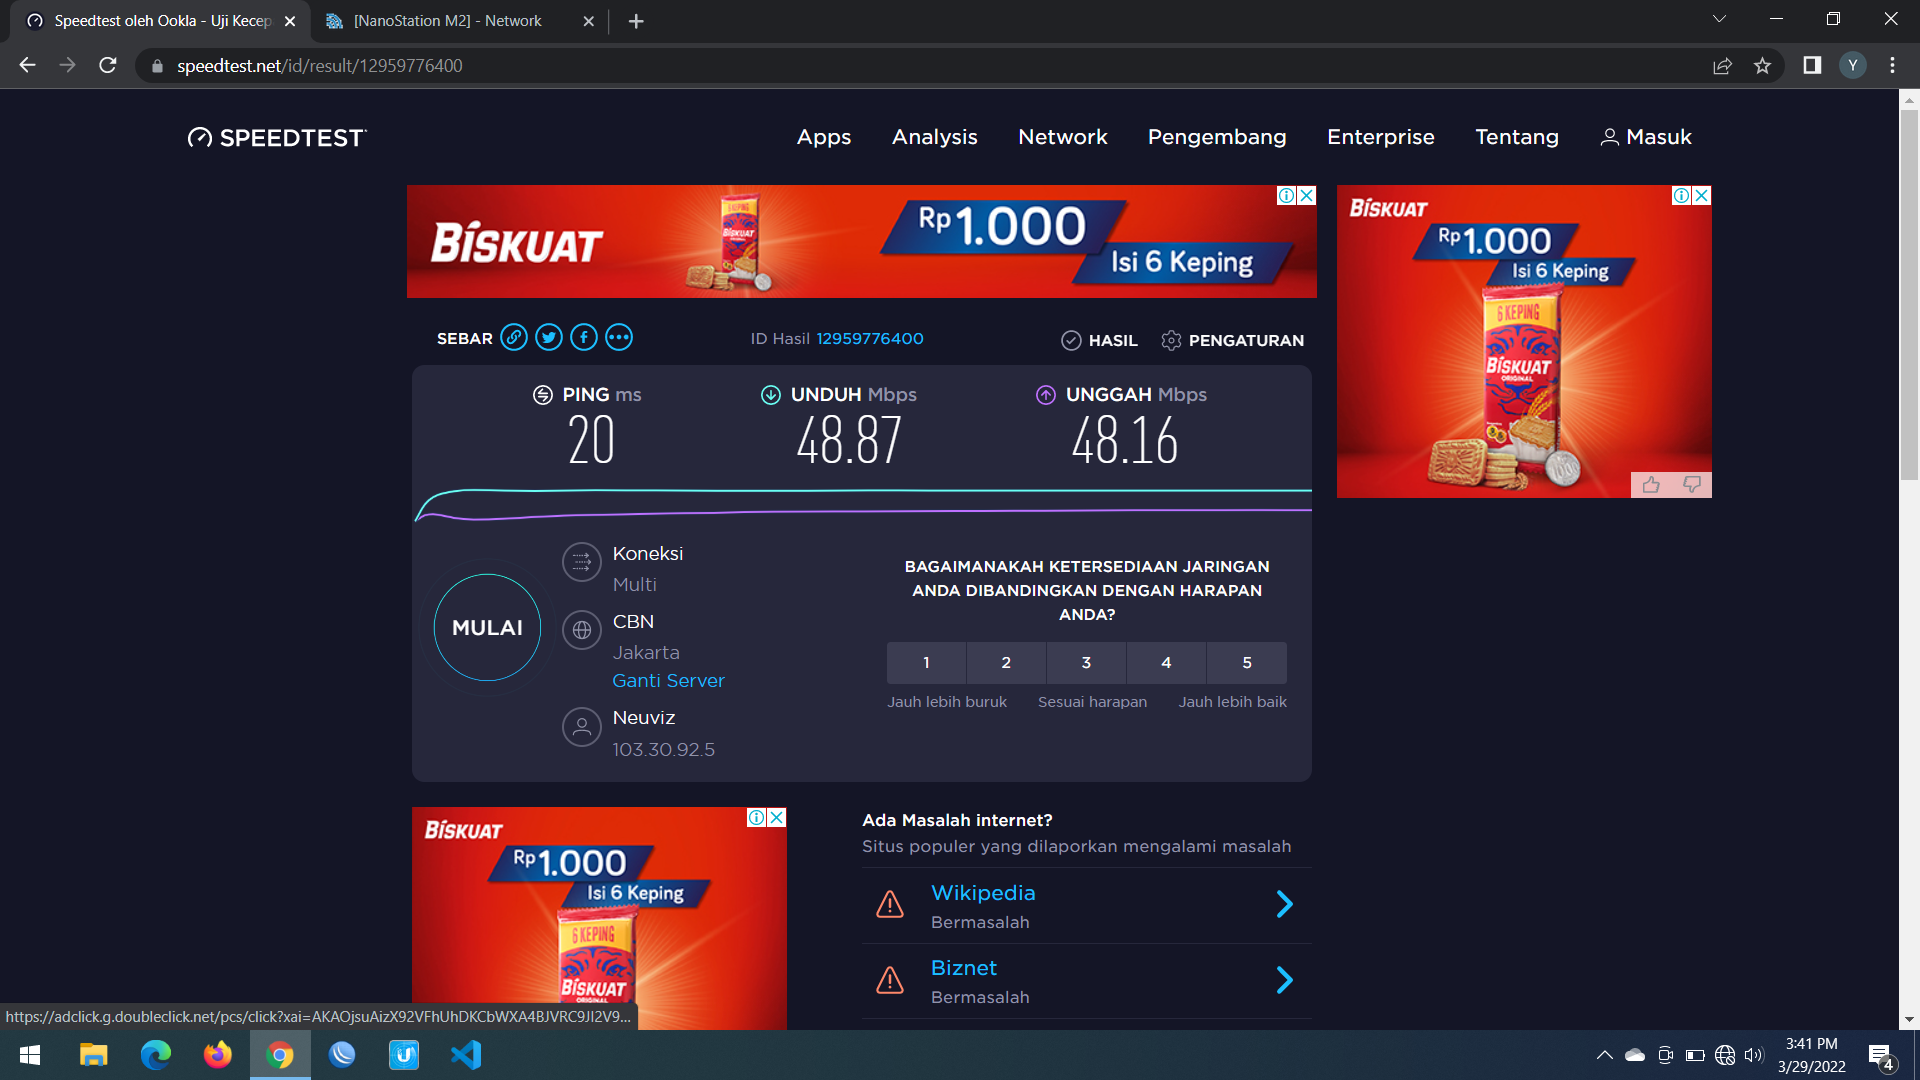 Speedtest oleh Ookla - Uji Kecep
[NanoStation M2] - Network
speedtest.net/id/result/12959776400
Y
SPEEDTEST
Apps
Analysis
Network
Pengembang
Enterprise
Tentang
Masuk
BISKUAT
6 KEPING
BISKUAT
Rp1.000
Isi 6 Keping
BISKUAT
Rp1.000
Isi 6 Keping
6 KEPING
BISKUAT
ORIGINAL
SEBAR
ID Hasil 12959776400
HASIL
PENGATURAN
PING ms
20
UNDUH Mbps
48.87
UNGGAH Mbps
48.16
MULAI
Koneksi
Multi
CBN
Jakarta
Ganti Server
Neuviz
103.30.92.5
BAGAIMANAKAH KETERSEDIAAN JARINGAN
ANDA DIBANDINGKAN DENGAN HARAPAN
ANDA?
1 2 3 4 5
Jauh lebih buruk
Sesuai harapan
Jauh lebih baik
BISKUAT
Rp1.000
Isi 6 Keping
6 KEPING
BISKUAT
ORIGINAL
Ada Masalah internet?
Situs populer yang dilaporkan mengalami masalah
Wikipedia
Bermasalah
Biznet
Bermasalah
https://adclick.g.doubleclick.net/pcs/click?xai=AKAOjsuAizX92VFhUhDKCbWXA4BJVRC9JI2V9...
3:41 PM
3/29/2022
4